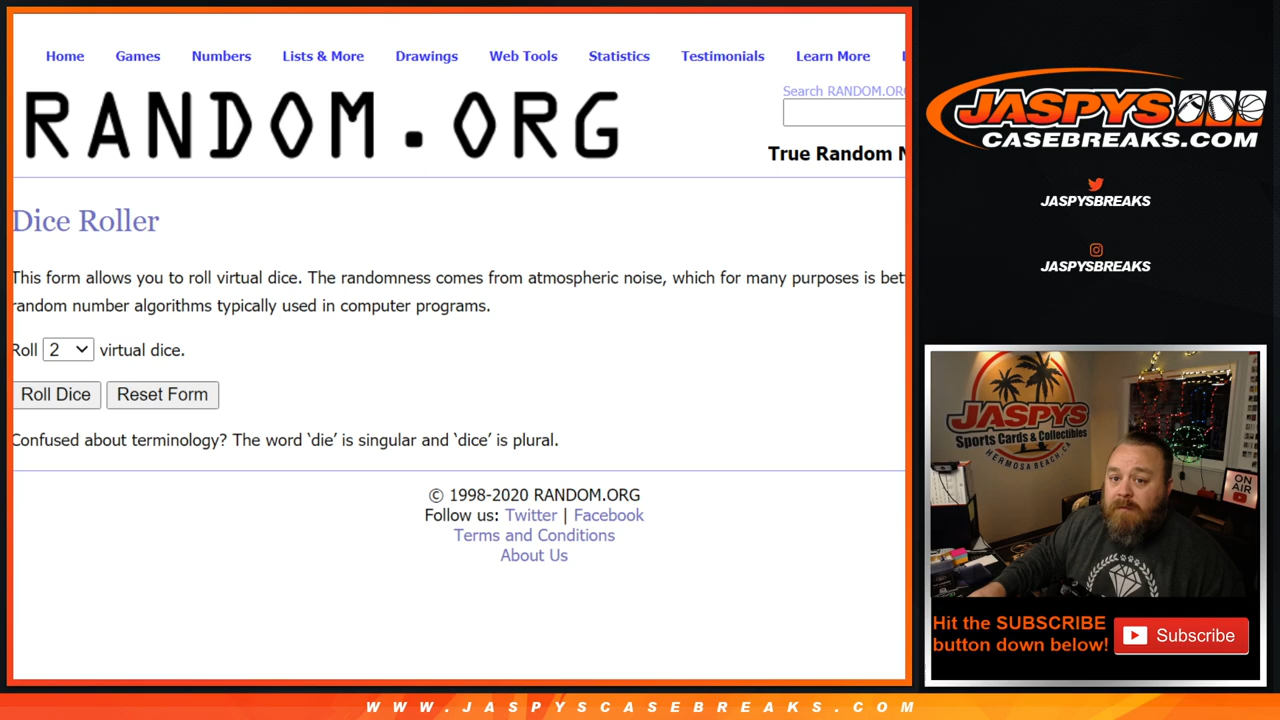 Home Games Numbers Lists & More Drawings Web Tools Statistics Testimonials Learn More
RANDOM.ORG
Search RANDOM.ORG
True Random N
Dice Roller
This form allows you to roll virtual dice. The randomness comes from atmospheric noise, which for many purposes is bet
random number algorithms typically used in computer programs.
Roll 2 virtual dice.
Roll Dice Reset Form
Confused about terminology? The word ‘die’ is singular and ‘dice’ is plural.
© 1998-2020 RANDOM.ORG
Follow us: Twitter | Facebook
Terms and Conditions
About Us
JASPYS
CASEBREAKS.COM
JASPYSBREAKS
JASPYSBREAKS
JASPYS
Sports Cards & Collectibles
HERMOSA BEACH, CA
ON
AIR
Hit the SUBSCRIBE
button down below!
Subscribe
WWW.JASPYSCASEBREAKS.COM